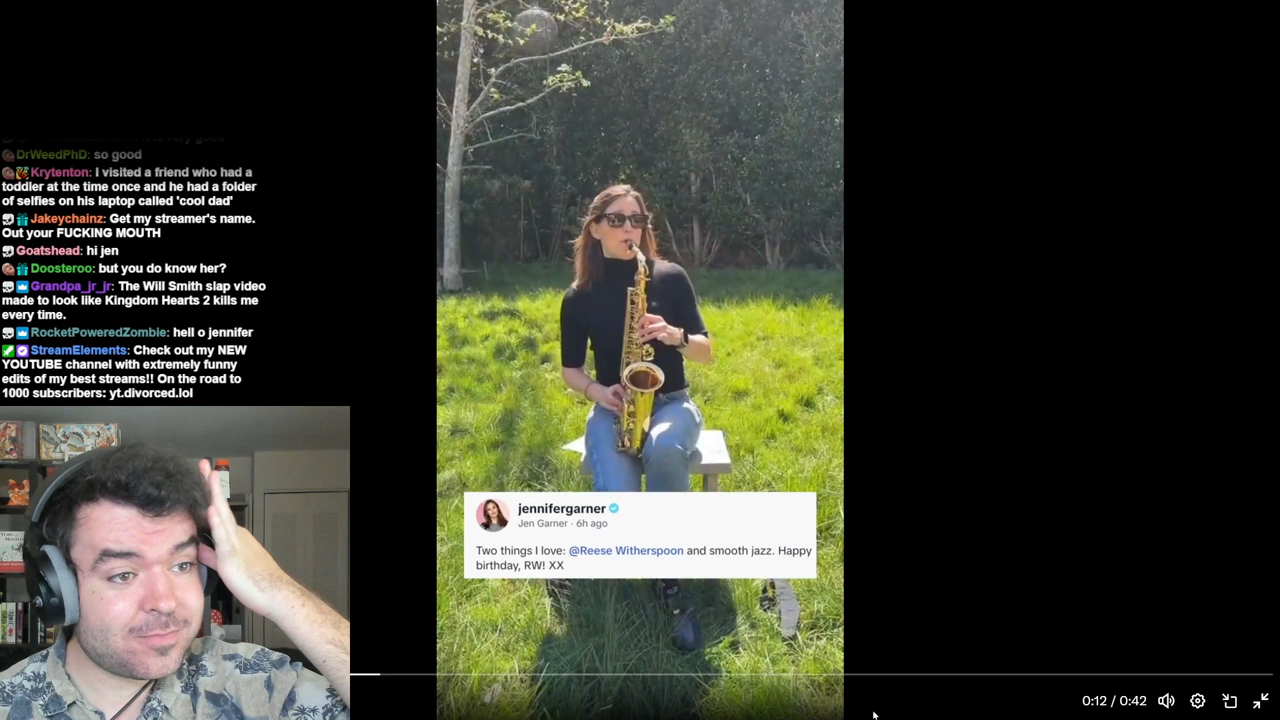 DrWeedPhD: so good
Krytenton: I visited a friend who had a
toddler at the time once and he had a folder
of selfies on his laptop called 'cool dad'
Jakeychainz: Get my streamer's name.
Out your FUCKING MOUTH
Goatshead: hi jen
Doosteroo: but you do know her?
Grandpa_jr_jr: The Will Smith slap video
made to look like Kingdom Hearts 2 kills me
every time.
RocketPoweredZombie: hell o jennifer
StreamElements: Check out my NEW
YOUTUBE channel with extremely funny
edits of my best streams!! On the road to
1000 subscribers: yt.divorced.lol
jennifergarner
Jen Garner · 6h ago
Two things I love: @Reese Witherspoon and smooth jazz. Happy
birthday, RW! XX
0:12 / 0:42